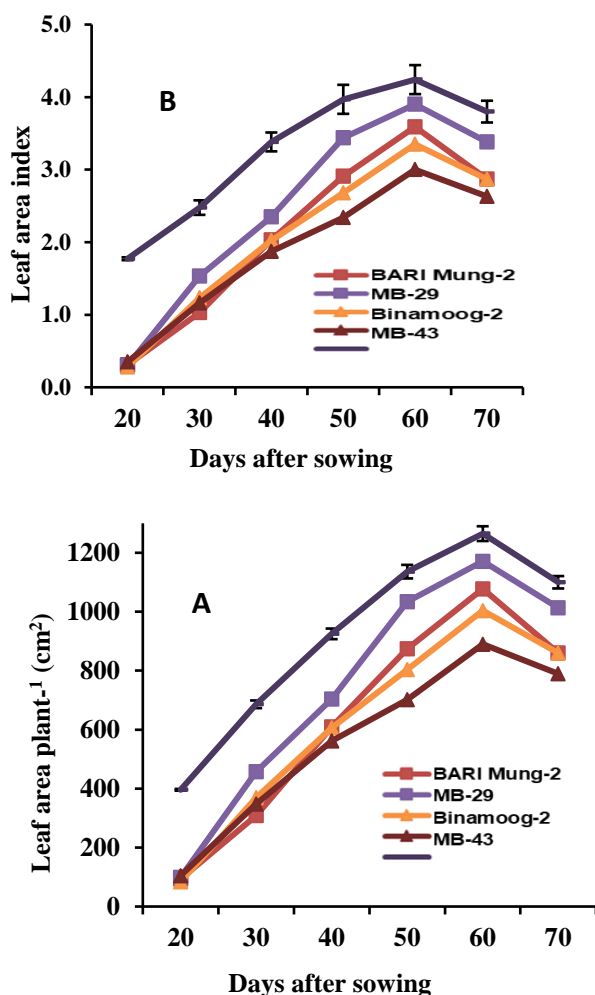 5.0
B
4.0
3.0
2.0
1.0
0.0
Leaf area index
BARI Mung-2
MB-29
Binamoog-2
MB-43
20 30 40 50 60 70
Days after sowing
1200
A
1000
800
600
400
200
0
Leaf area plant-¹ (cm²)
BARI Mung-2
MB-29
Binamoog-2
MB-43
20 30 40 50 60 70
Days after sowing